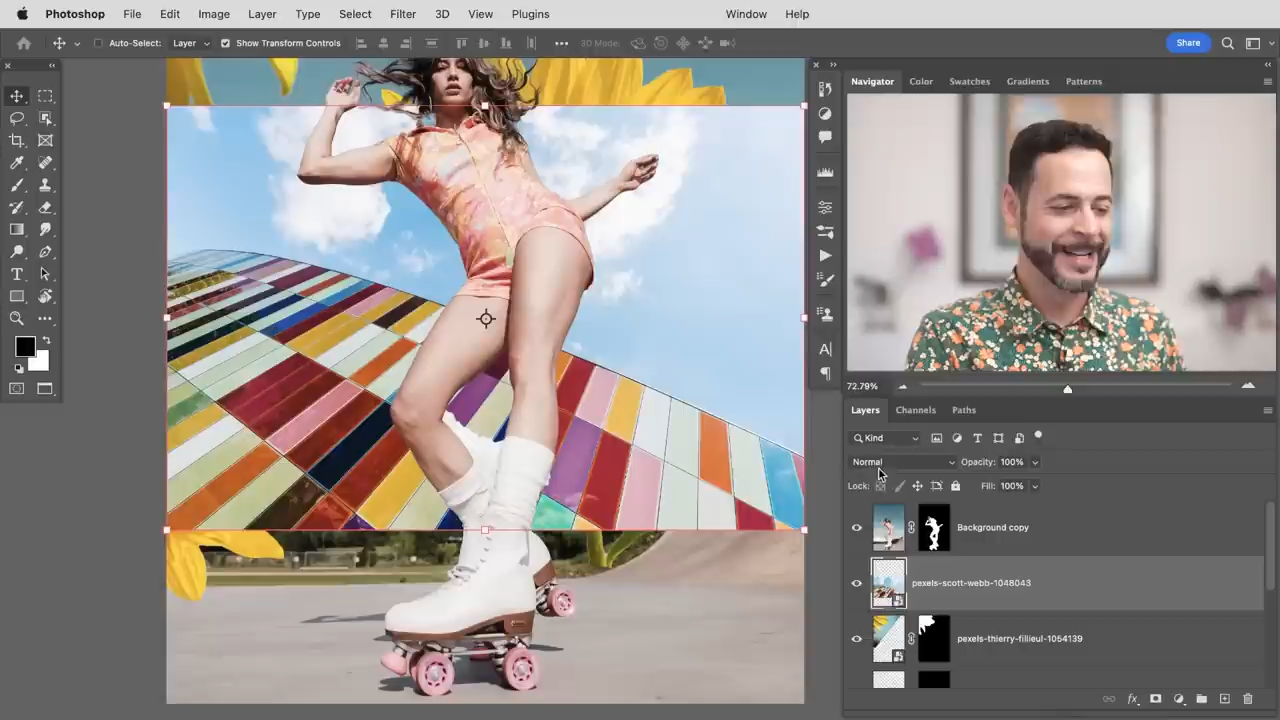 Photoshop File Edit Image Layer Type Select Filter 3D View Plugins Window Help
Auto-Select: Layer Show Transform Controls 3D Mode: Share
Navigator Color Swatches Gradients Patterns
72.79%
Layers Channels Paths
Kind
Normal Opacity: 100%
Lock: Fill: 100%
Background copy
pexels-scott-webb-1048043
pexels-thierry-fillieul-1054139
fx